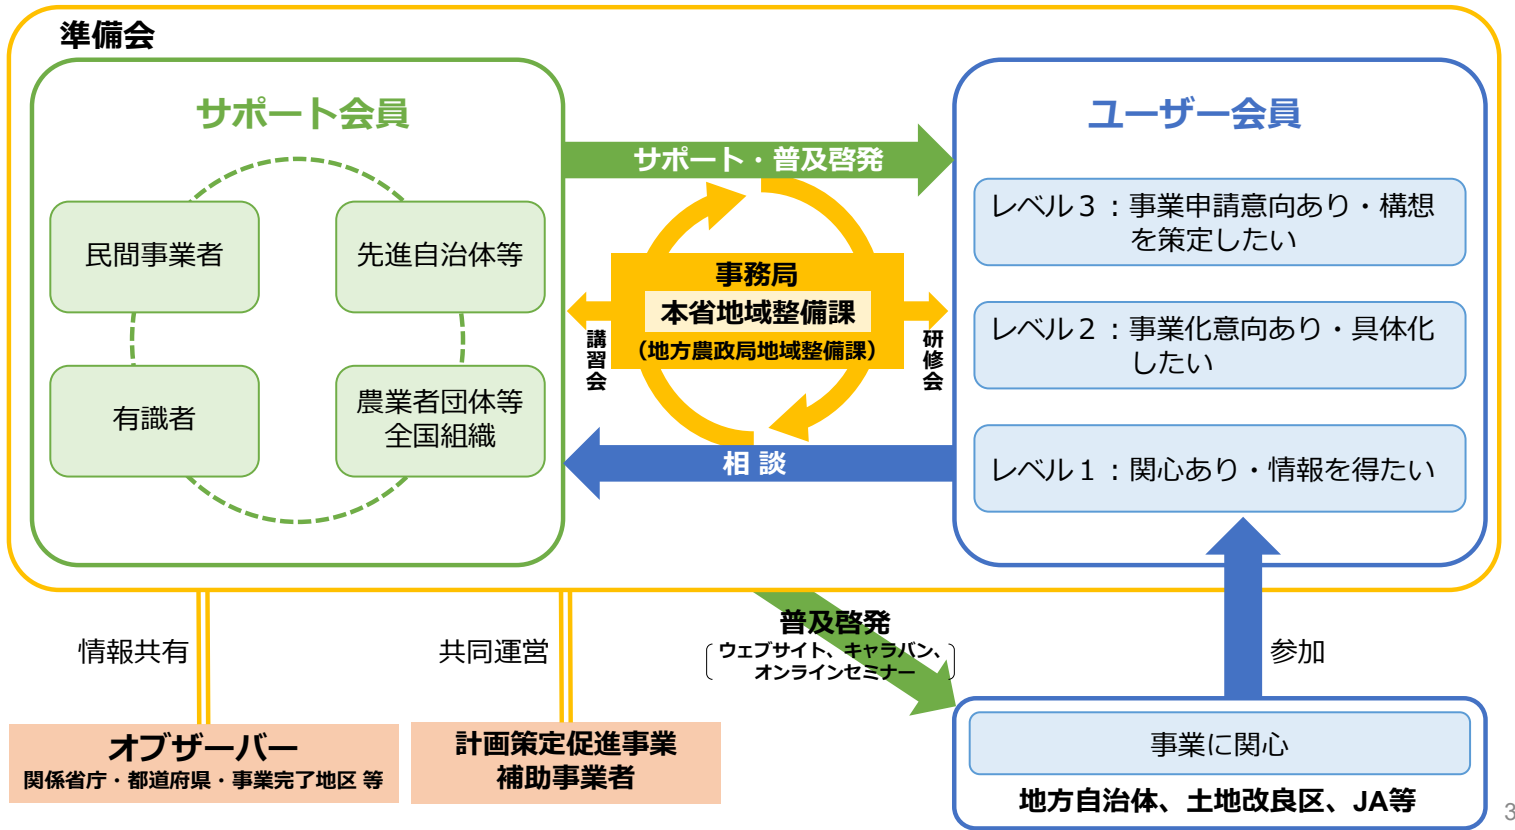 準備会
サポート会員
民間事業者
先進自治体等
有識者
農業者団体等
全国組織
サポート・普及啓発
事務局
本省地域整備課
（地方農政局地域整備課）
講習会
研修会
相 談
ユーザー会員
レベル３：事業申請意向あり・構想
を策定したい
レベル２：事業化意向あり・具体化
したい
レベル１：関心あり・情報を得たい
情報共有
共同運営
普及啓発
ウェブサイト、キャラバン、
オンラインセミナー
参加
オブザーバー
関係省庁・都道府県・事業完了地区 等
計画策定促進事業
補助事業者
事業に関心
地方自治体、土地改良区、JA等
3